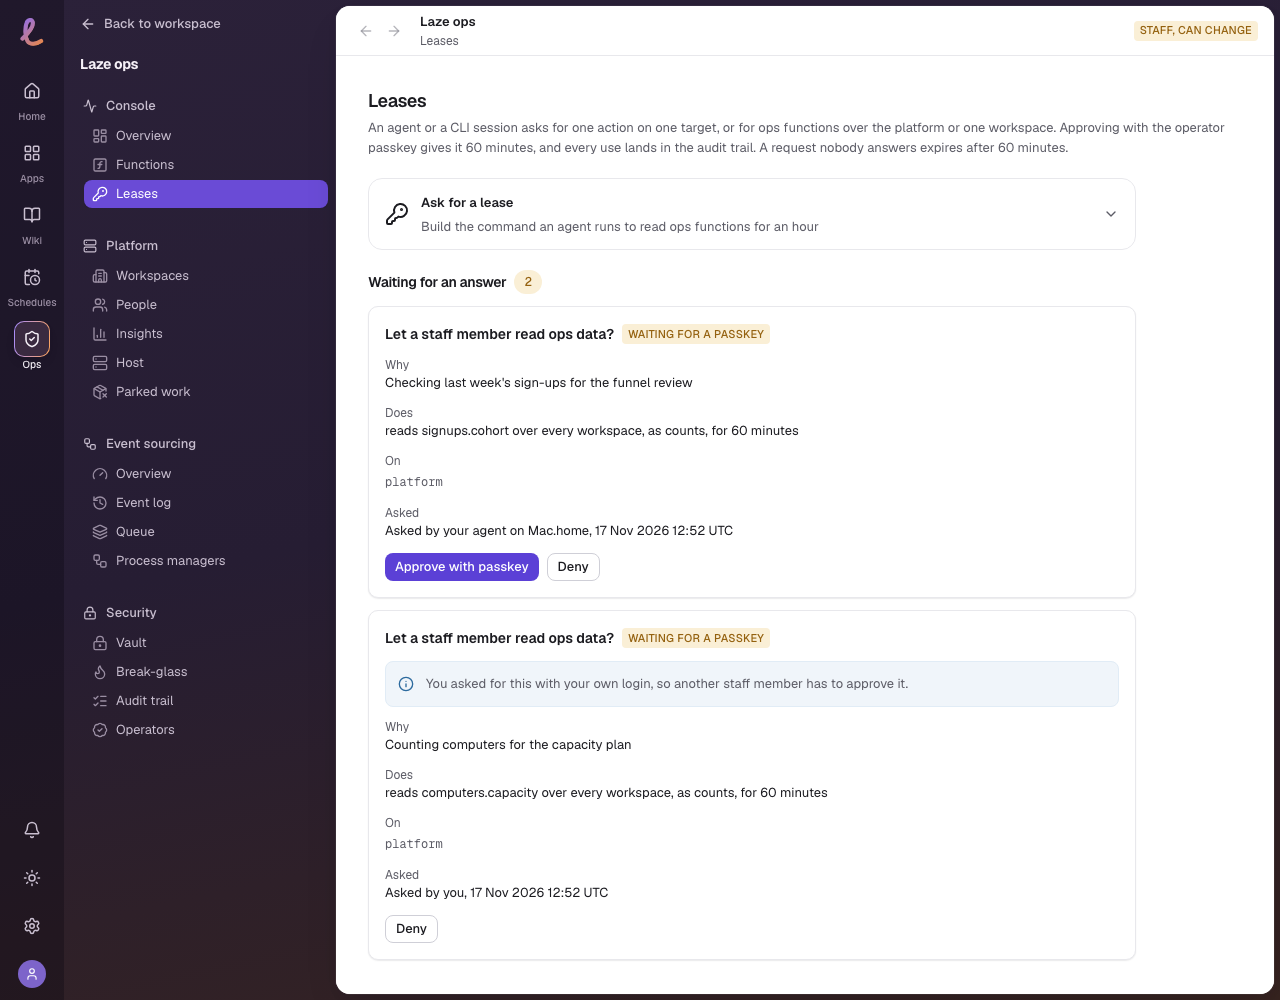 Back to workspace
Laze ops
Console
Overview
Functions
Leases
Platform
Workspaces
People
Insights
Host
Parked work
Event sourcing
Overview
Event log
Queue
Process managers
Security
Vault
Break-glass
Audit trail
Operators
Home
Apps
Wiki
Schedules
Ops
Laze ops
Leases
STAFF, CAN CHANGE
Leases
An agent or a CLI session asks for one action on one target, or for ops functions over the platform or one workspace. Approving with the operator
passkey gives it 60 minutes, and every use lands in the audit trail. A request nobody answers expires after 60 minutes.
Ask for a lease
Build the command an agent runs to read ops functions for an hour
Waiting for an answer 2
Let a staff member read ops data? WAITING FOR A PASSKEY
Why
Checking last week's sign-ups for the funnel review
Does
reads signups.cohort over every workspace, as counts, for 60 minutes
On
platform
Asked
Asked by your agent on Mac.home, 17 Nov 2026 12:52 UTC
Approve with passkey Deny
Let a staff member read ops data? WAITING FOR A PASSKEY
You asked for this with your own login, so another staff member has to approve it.
Why
Counting computers for the capacity plan
Does
reads computers.capacity over every workspace, as counts, for 60 minutes
On
platform
Asked
Asked by you, 17 Nov 2026 12:52 UTC
Deny